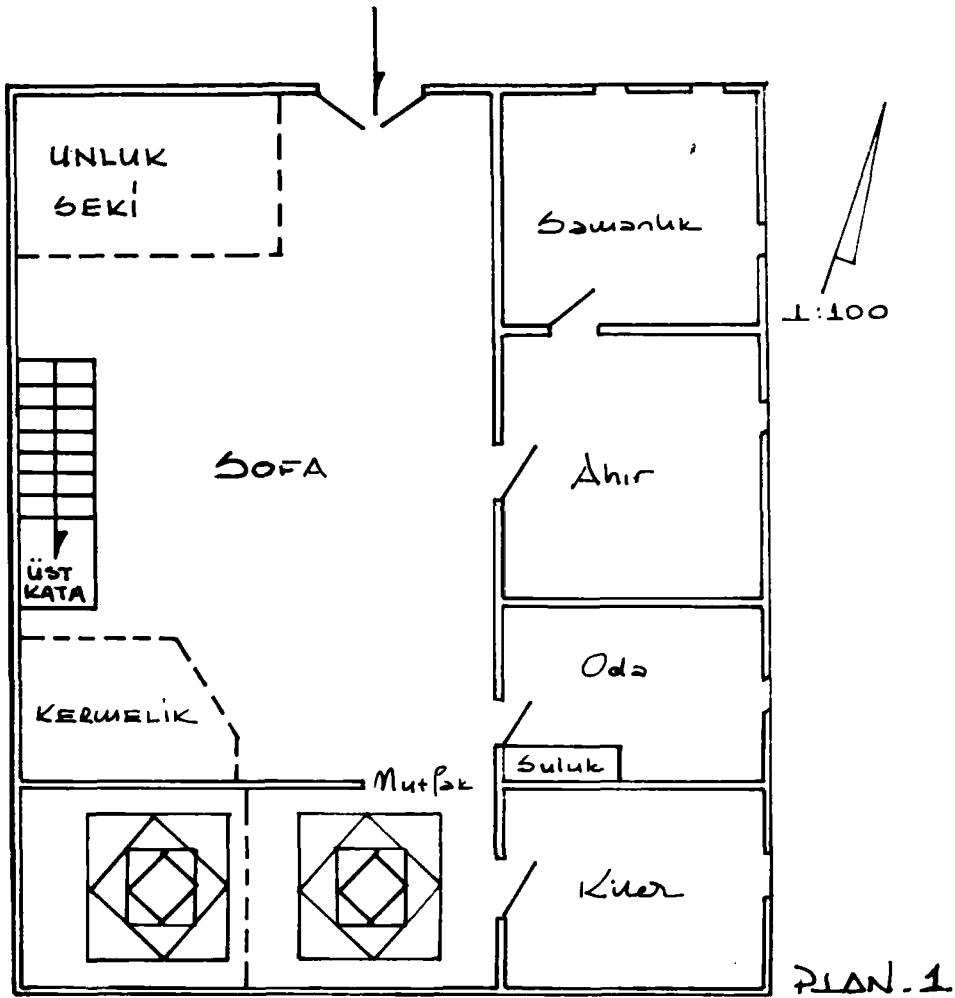 UNLUK
SEKİ
Samanlık
1:100
SOFA
Ahır
ÜST
KATA
Oda
KERMELİK
Suluk
Mutfak
Kiler
PLAN.1